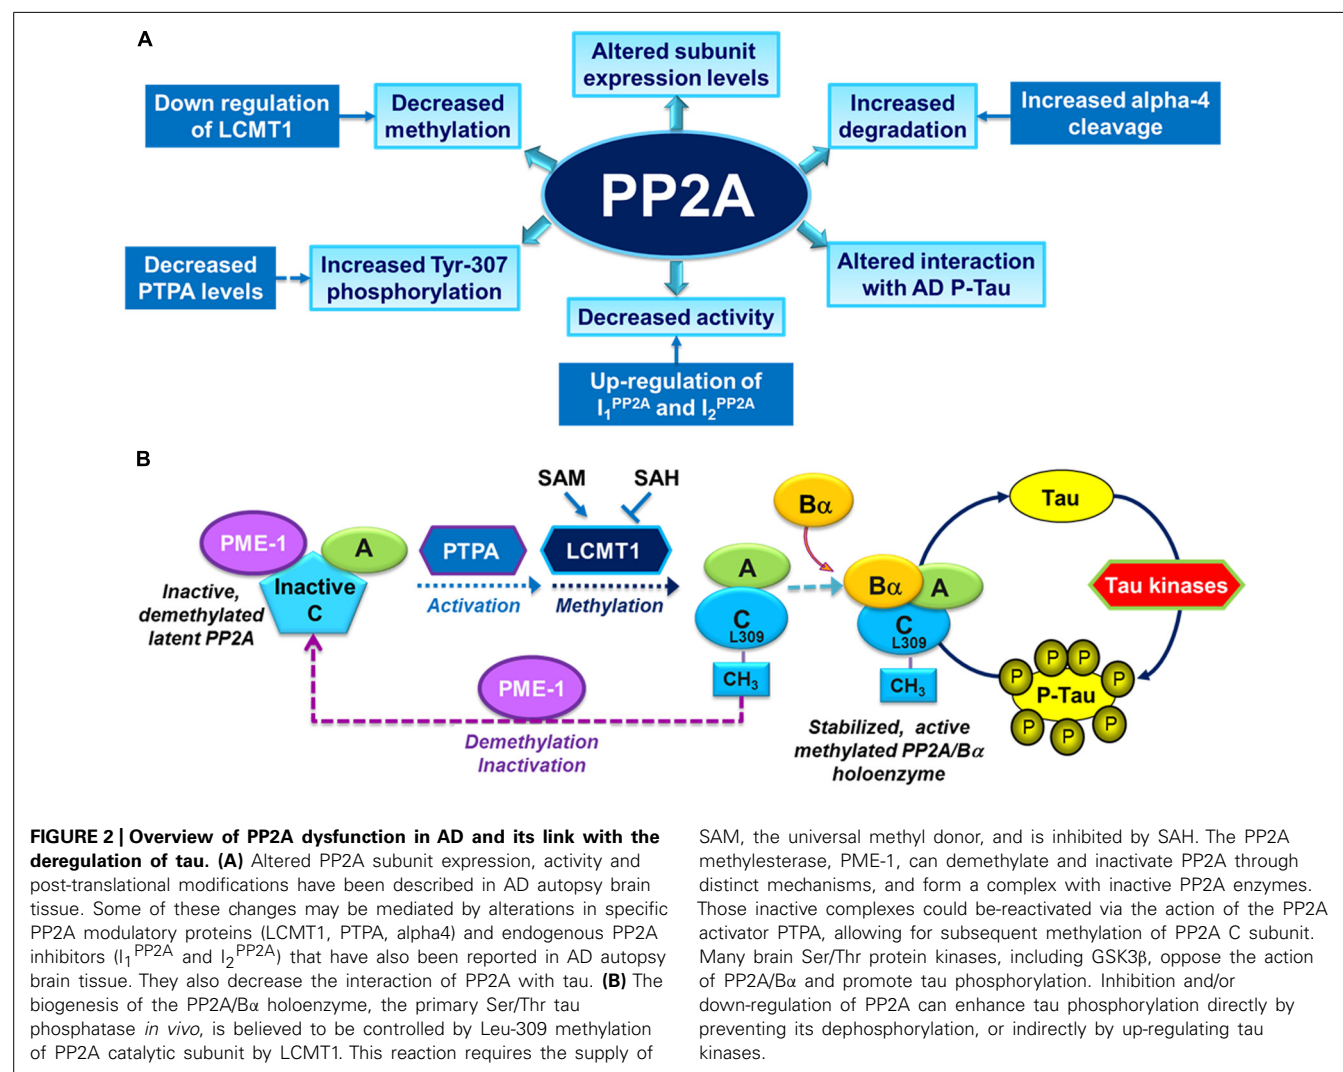 A
Altered subunit
expression levels
Down regulation
of LCMT1
Decreased
methylation
Increased
degradation
Increased alpha-4
cleavage
PP2A
Decreased
PTPA levels
Increased Tyr-307
phosphorylation
Altered interaction
with AD P-Tau
Decreased activity
Up-regulation of
I₁ᴾᴾ²ᴬ and I₂ᴾᴾ²ᴬ
B
SAM
SAH
Bα
Tau
PME-1
A
PTPA
LCMT1
Inactive
C
Inactive,
demethylated
latent PP2A
Activation
Methylation
A
C
L309
CH₃
Bα
A
C
L309
CH₃
Tau kinases
P
P
P
P
P-Tau
P
P
P
PME-1
Demethylation
Inactivation
Stabilized, active
methylated PP2A/Bα
holoenzyme
FIGURE 2 | Overview of PP2A dysfunction in AD and its link with the
deregulation of tau. (A) Altered PP2A subunit expression, activity and
post-translational modifications have been described in AD autopsy brain
tissue. Some of these changes may be mediated by alterations in specific
PP2A modulatory proteins (LCMT1, PTPA, alpha4) and endogenous PP2A
inhibitors (I₁ᴾᴾ²ᴬ and I₂ᴾᴾ²ᴬ) that have also been reported in AD autopsy
brain tissue. They also decrease the interaction of PP2A with tau. (B) The
biogenesis of the PP2A/Bα holoenzyme, the primary Ser/Thr tau
phosphatase in vivo, is believed to be controlled by Leu-309 methylation
of PP2A catalytic subunit by LCMT1. This reaction requires the supply of
SAM, the universal methyl donor, and is inhibited by SAH. The PP2A
methylesterase, PME-1, can demethylate and inactivate PP2A through
distinct mechanisms, and form a complex with inactive PP2A enzymes.
Those inactive complexes could be-reactivated via the action of the PP2A
activator PTPA, allowing for subsequent methylation of PP2A C subunit.
Many brain Ser/Thr protein kinases, including GSK3β, oppose the action
of PP2A/Bα and promote tau phosphorylation. Inhibition and/or
down-regulation of PP2A can enhance tau phosphorylation directly by
preventing its dephosphorylation, or indirectly by up-regulating tau
kinases.